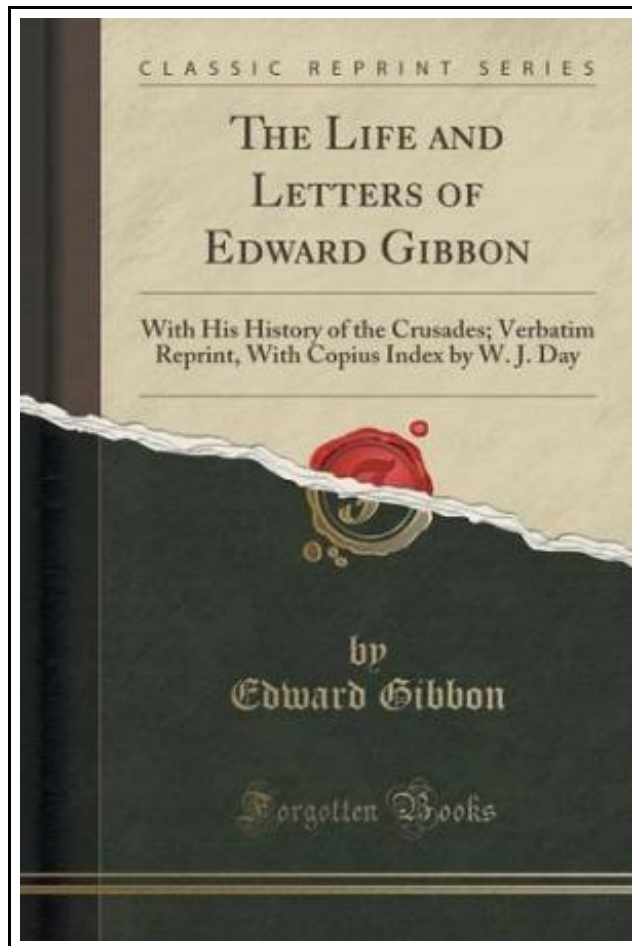 CLASSIC REPRINT SERIES
THE LIFE AND
LETTERS OF
EDWARD GIBBON
With His History of the Crusades; Verbatim
Reprint, With Copius Index by W. J. Day
by
Edward Gibbon
Forgotten Books